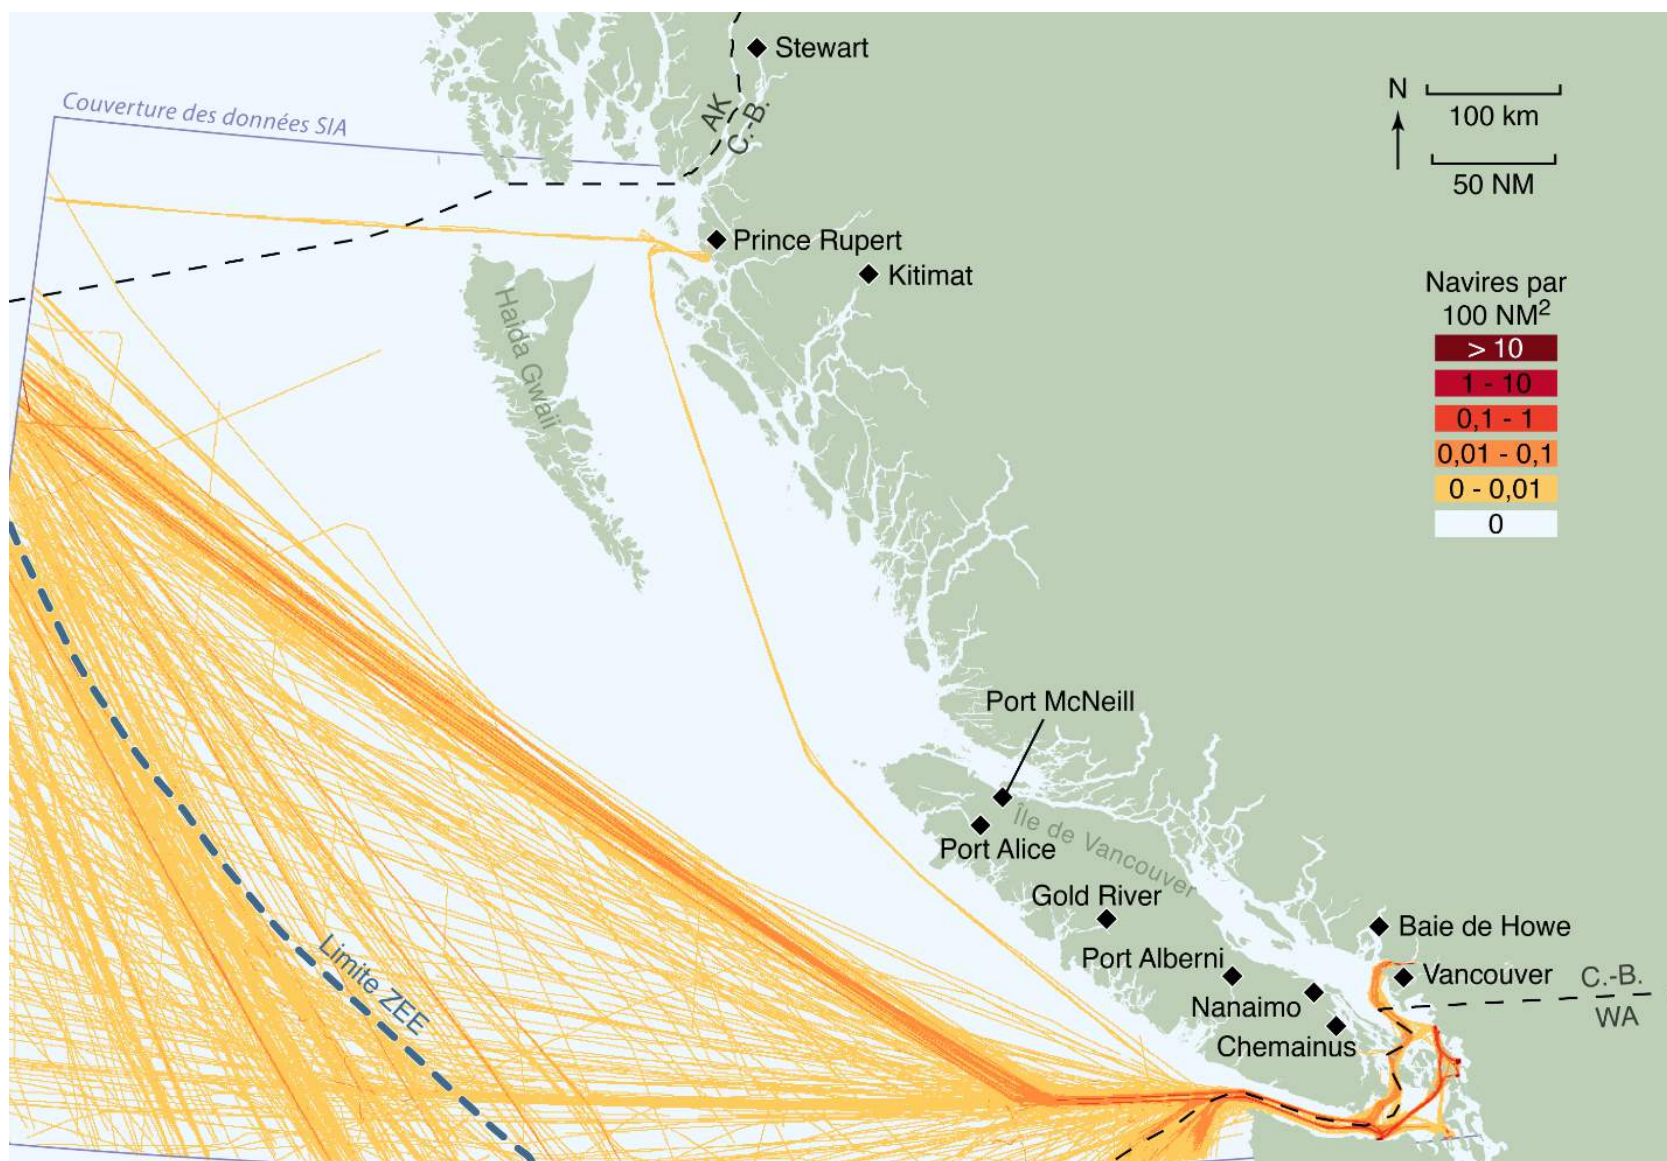 Stewart
Couverture des données SIA
AK
C.-B.
N
100 km
50 NM
Prince Rupert
Kitimat
Haida Gwaii
Navires par
100 NM²
> 10
1 - 10
0,1 - 1
0,01 - 0,1
0 - 0,01
0
Port McNeill
Île de Vancouver
Port Alice
Gold River
Limite ZEE
Port Alberni
Nanaimo
Chemainus
Baie de Howe
Vancouver
C.-B.
WA